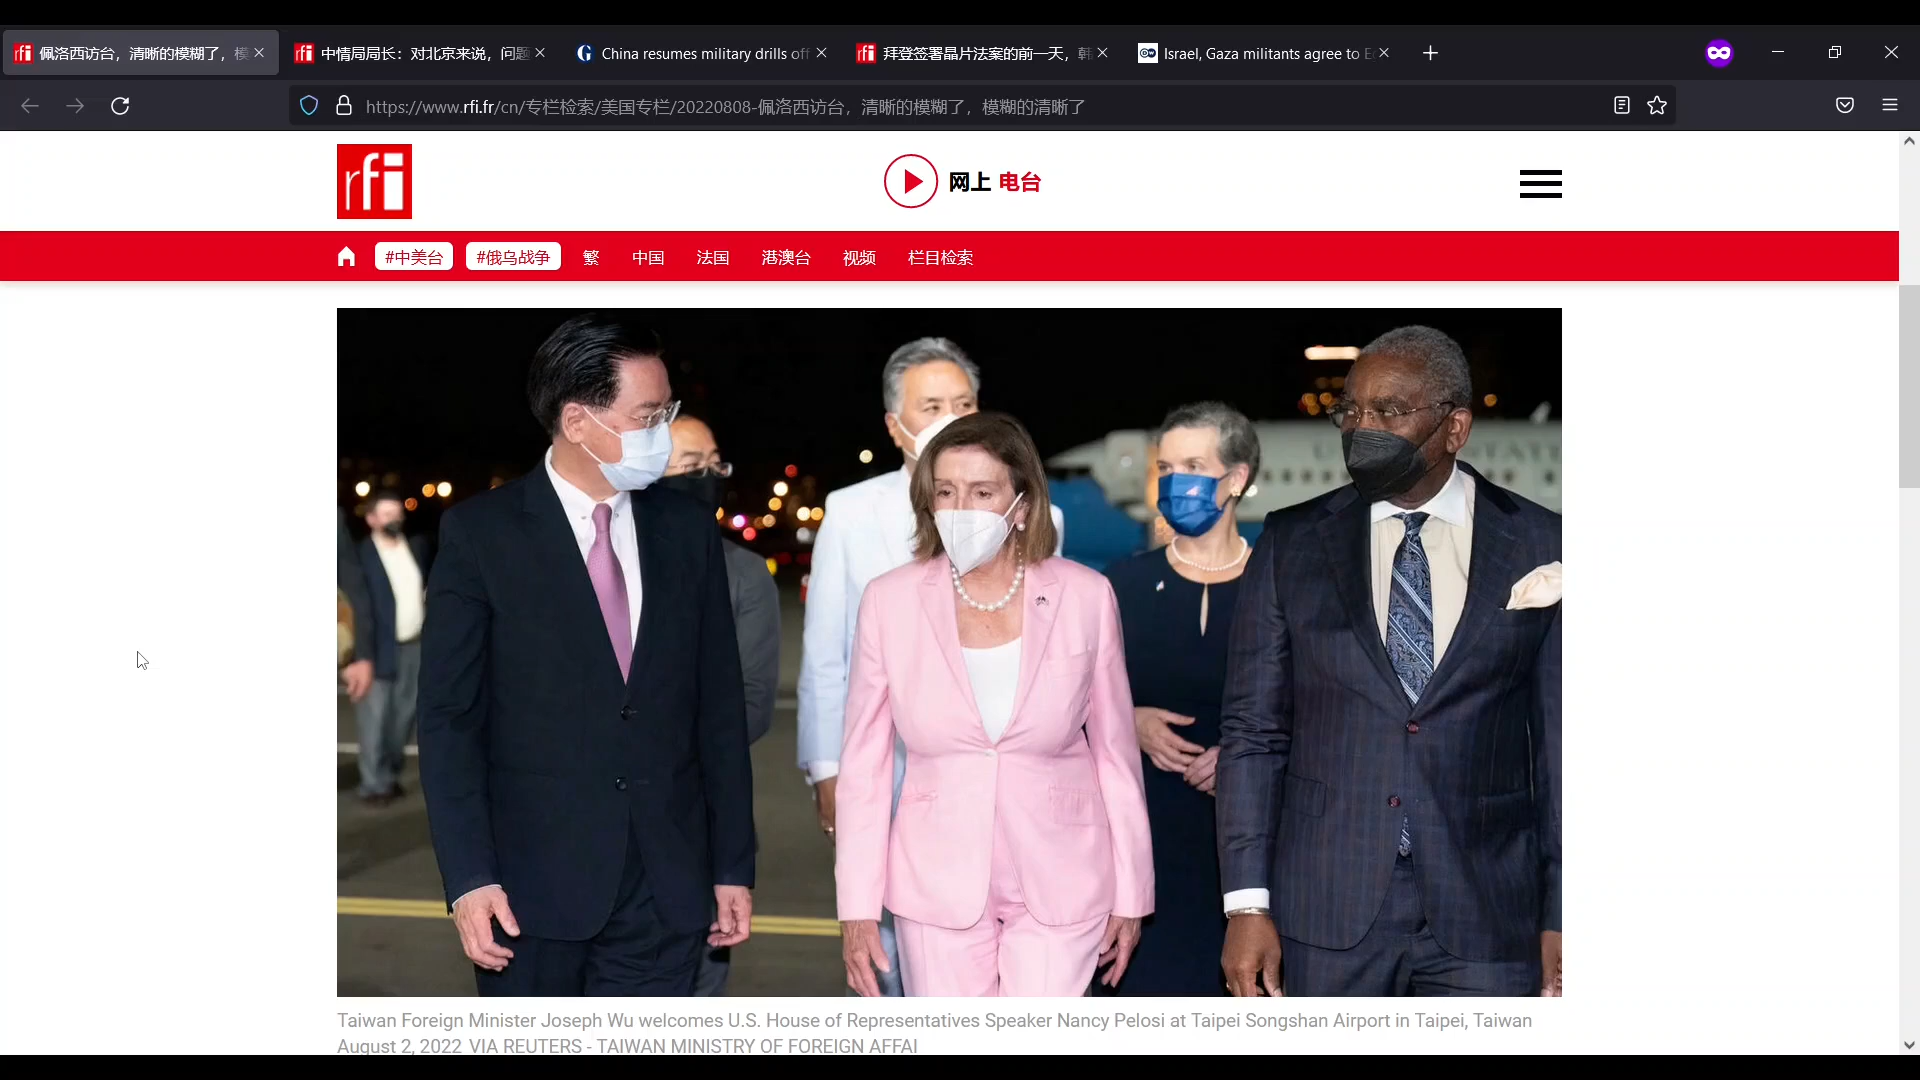 佩洛西访台，清晰的模糊了，模
中情局局长：对北京来说，问题
China resumes military drills off
拜登签署晶片法案的前一天，韩
Israel, Gaza militants agree to E
https://www.rfi.fr/cn/专栏检索/美国专栏/20220808-佩洛西访台，清晰的模糊了，模糊的清晰了
rfi
网上 电台
#中美台 #俄乌战争 繁 中国 法国 港澳台 视频 栏目检索
Taiwan Foreign Minister Joseph Wu welcomes U.S. House of Representatives Speaker Nancy Pelosi at Taipei Songshan Airport in Taipei, Taiwan
August 2, 2022 VIA REUTERS - TAIWAN MINISTRY OF FOREIGN AFFAI